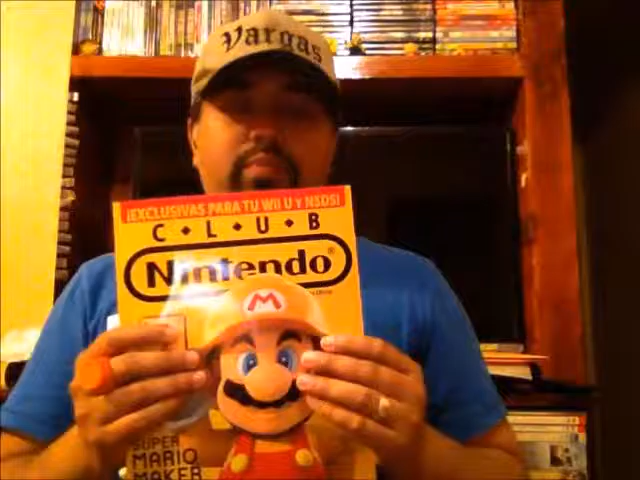 Vargas
¡EXCLUSIVAS PARA TU WII U Y N3DS!
C • L • U • B
Nintendo®
M
SUPER
MARIO
MAKER